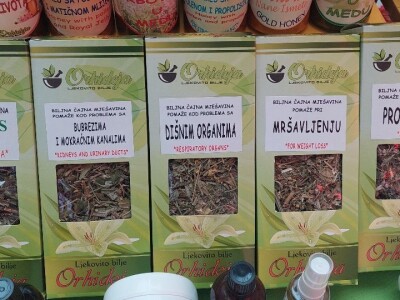 MATIČNOM MLIJ
GOLD HONEY
MEDU
Orhideja
LJEKOVITO BILJE
BILJNA ČAJNA MJEŠAVINA
POMAŽE KOD PROBLEMA SA
BUBREZIMA
I MOKRAĆNIM KANALIMA
"KIDNEYS AND URINARY DUCTS"
Ljekovito bilje
Orhideja
Orhideja
LJEKOVITO BILJE
BILJNA ČAJNA MJEŠAVINA
POMAŽE KOD PROBLEMA SA
DIŠNIM ORGANIMA
"RESPIRATORY ORGANS"
Ljekovito bilje
Orhideja
Orhideja
LJEKOVITO BILJE
BILJNA ČAJNA MJEŠAVINA
POMAŽE PRI
MRŠAVLJENJU
"FOR WEIGHT LOSS"
Ljekovito bilje
Orhideja
PRO